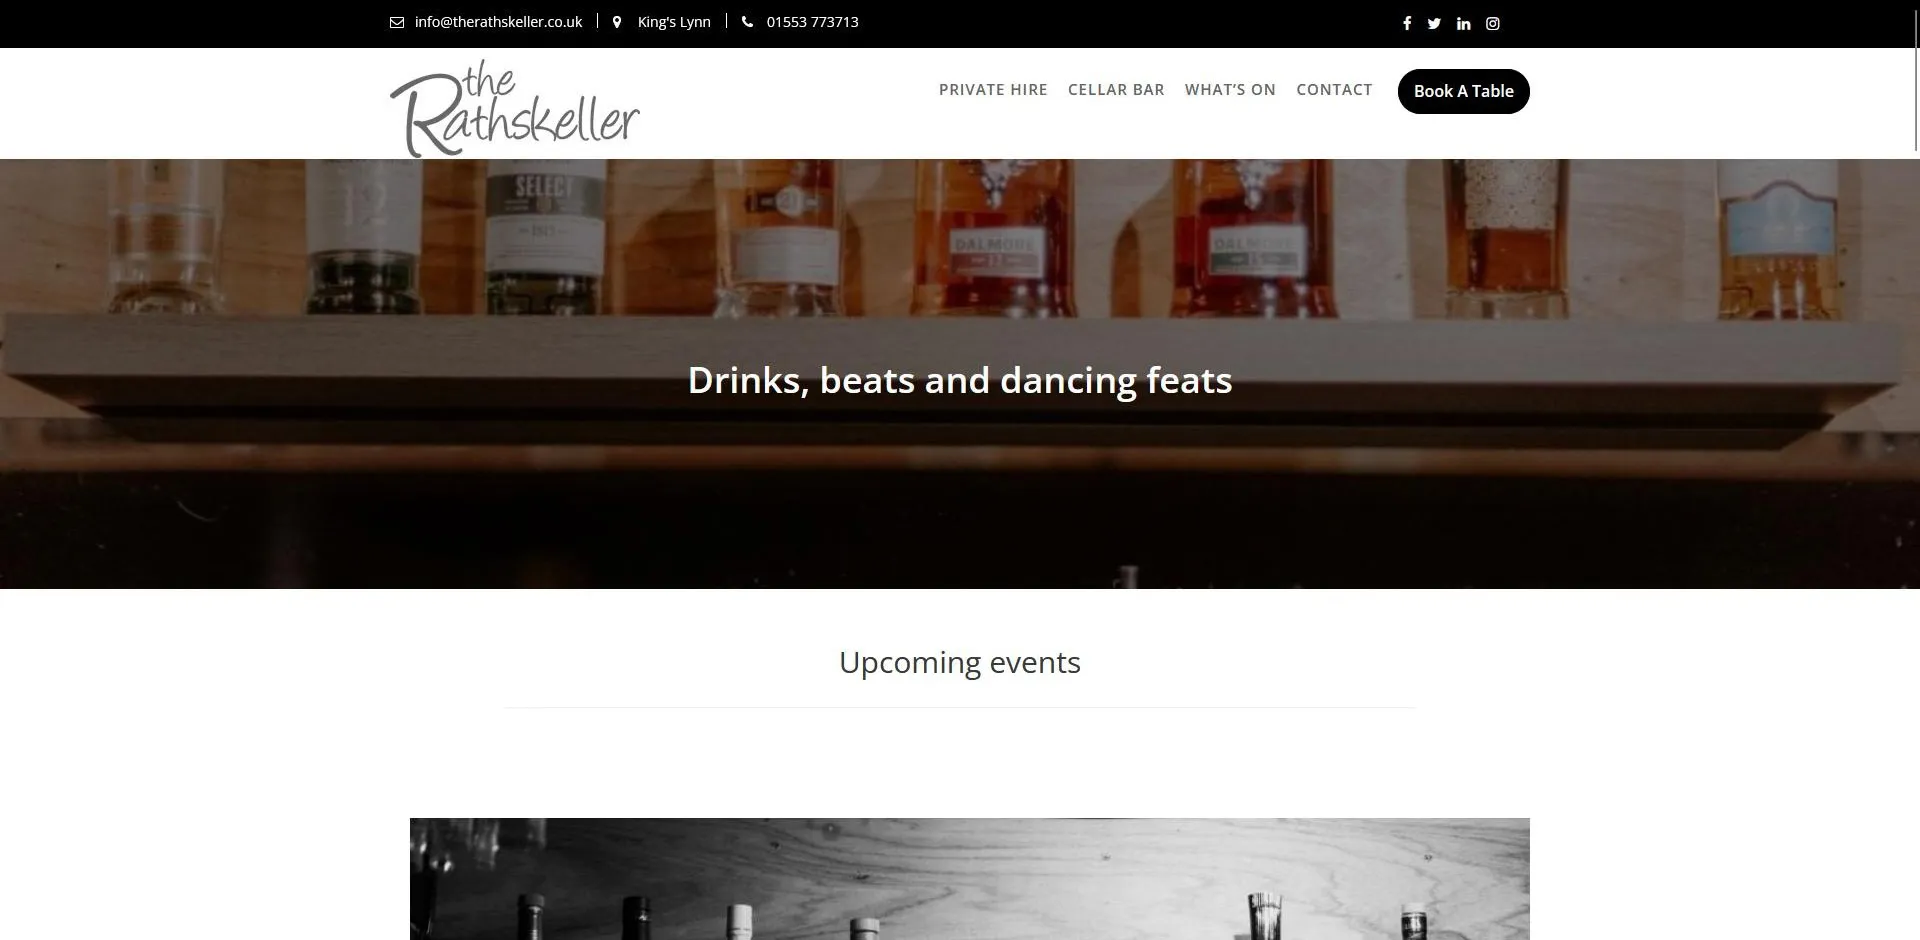 info@therathskeller.co.uk
King's Lynn
01553 773713
the
Rathskeller
PRIVATE HIRE
CELLAR BAR
WHAT'S ON
CONTACT
Book A Table
12
SELECT
DALMORE
DALMORE
Drinks, beats and dancing feats
Upcoming events